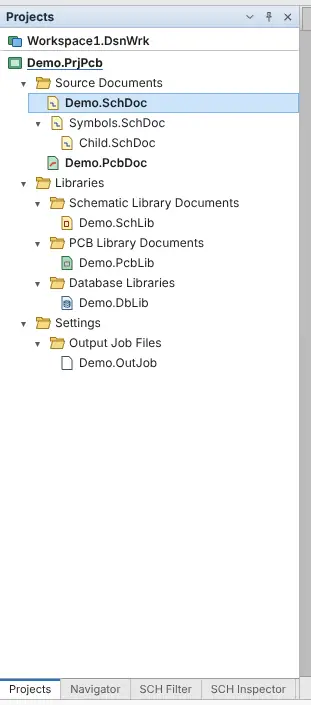 Projects
Workspace1.DsnWrk
Demo.PrjPcb
Source Documents
Demo.SchDoc
Symbols.SchDoc
Child.SchDoc
Demo.PcbDoc
Libraries
Schematic Library Documents
Demo.SchLib
PCB Library Documents
Demo.PcbLib
Database Libraries
Demo.DbLib
Settings
Output Job Files
Demo.OutJob
Projects Navigator SCH Filter SCH Inspector